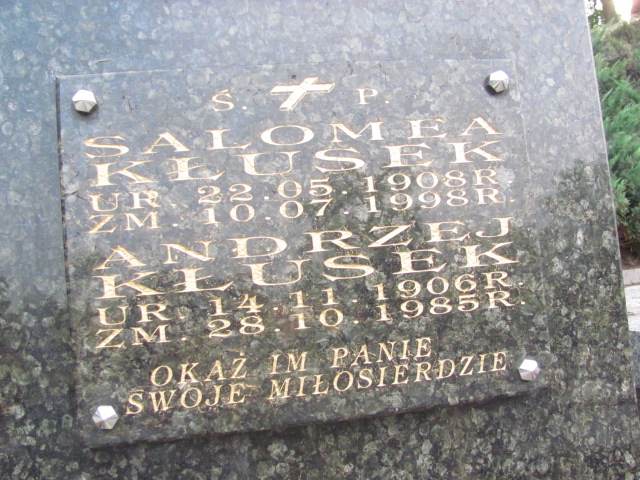 Ś. P.
SALOMEA
KŁUSEK
UR. 22.05.1908R.
ZM. 10.07.1998R.
ANDRZEJ
KŁUSEK
UR. 14.11.1906R.
ZM. 28.10.1985R.
OKAŻ IM PANIE
SWOJE MIŁOSIERDZIE